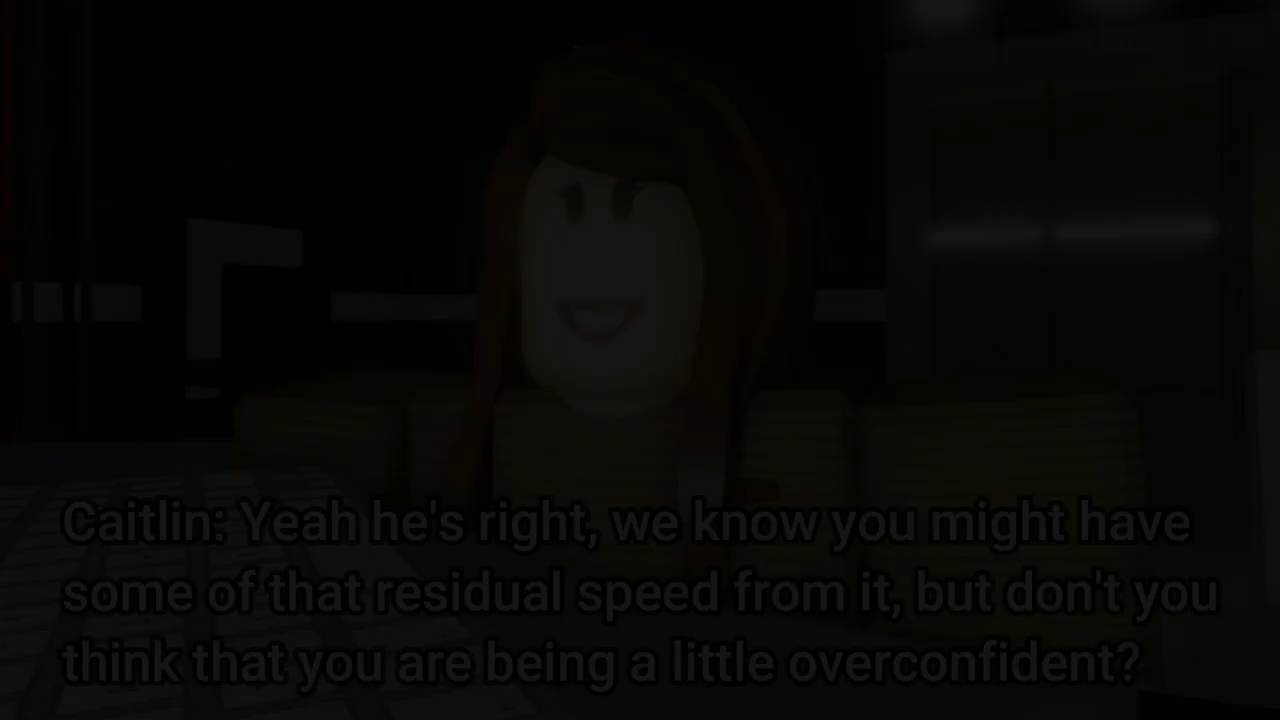 Caitlin: Yeah he's right, we know you might have
some of that residual speed from it, but don't you
think that you are being a little overconfident?